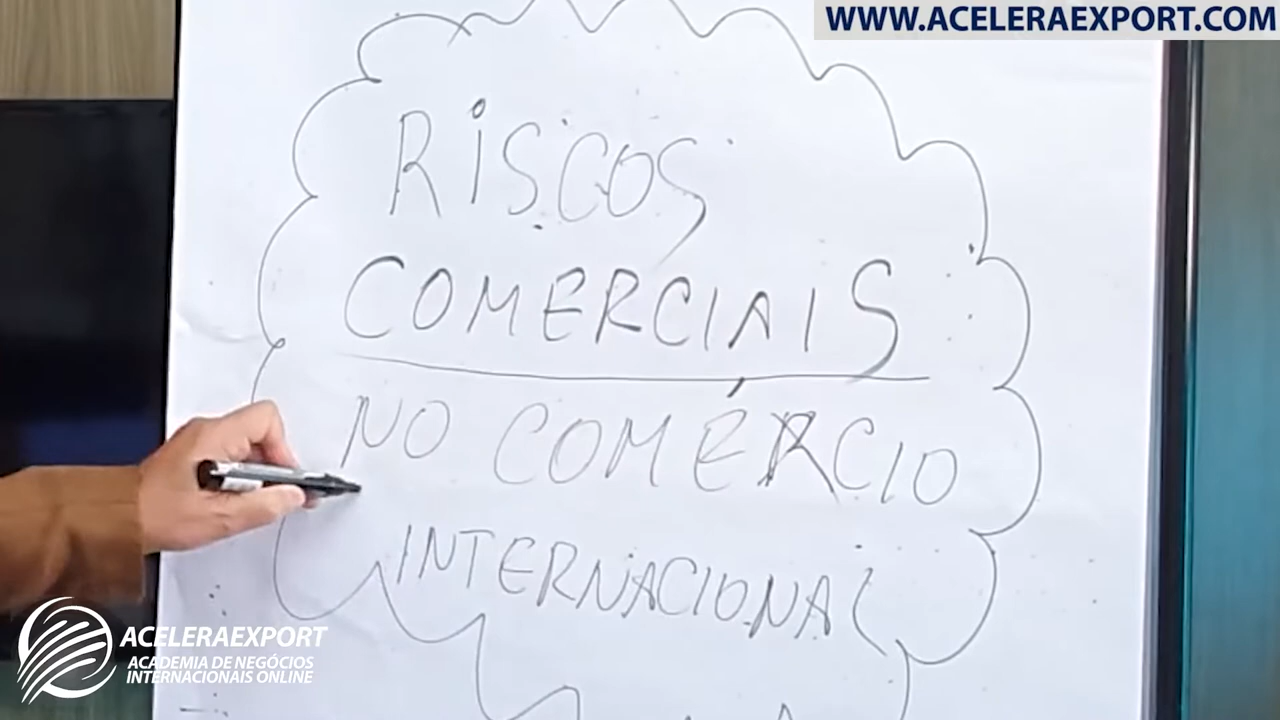 WWW.ACELERAEXPORT.COM
RISCOS
COMERCIAIS
NO COMÉRCIO
INTERNACIONAL
ACELERAEXPORT
ACADEMIA DE NEGÓCIOS
INTERNACIONAIS ONLINE